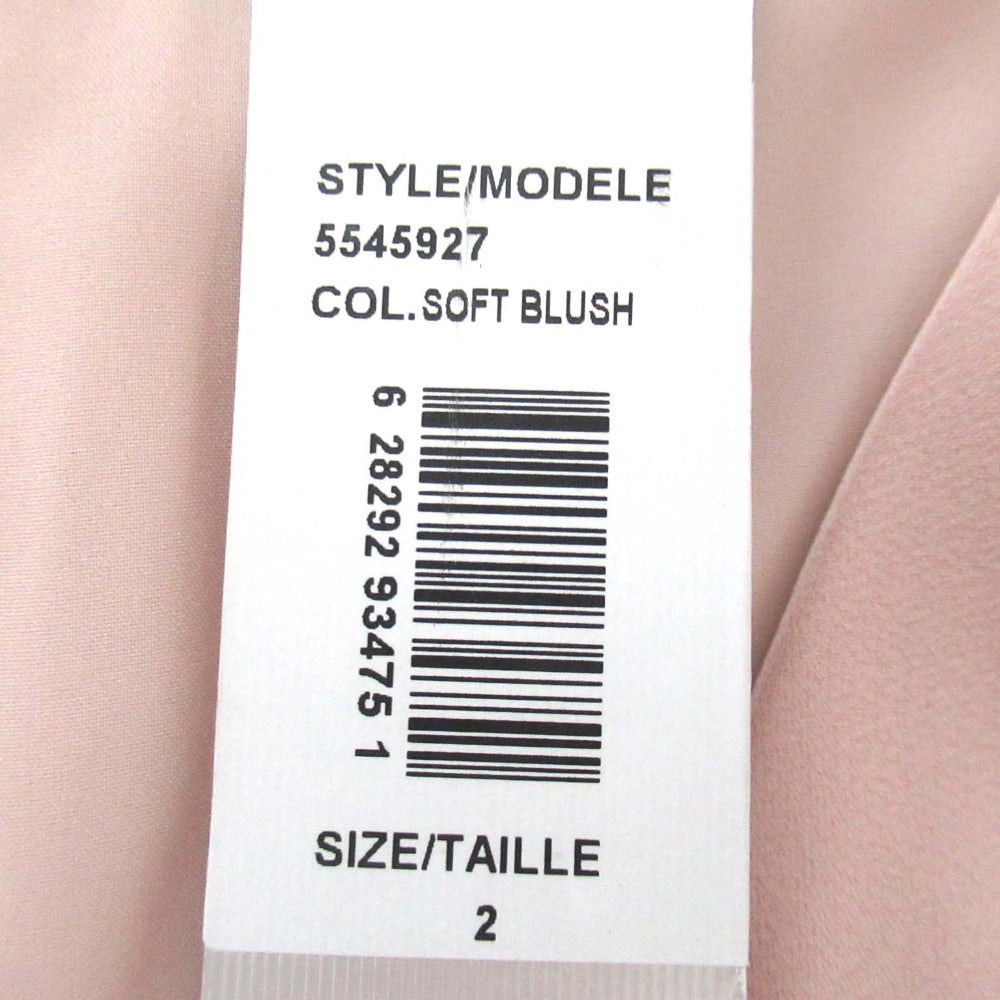 STYLE/MODELE
5545927
COL.SOFT BLUSH
6 28292 93475 1
SIZE/TAILLE
2